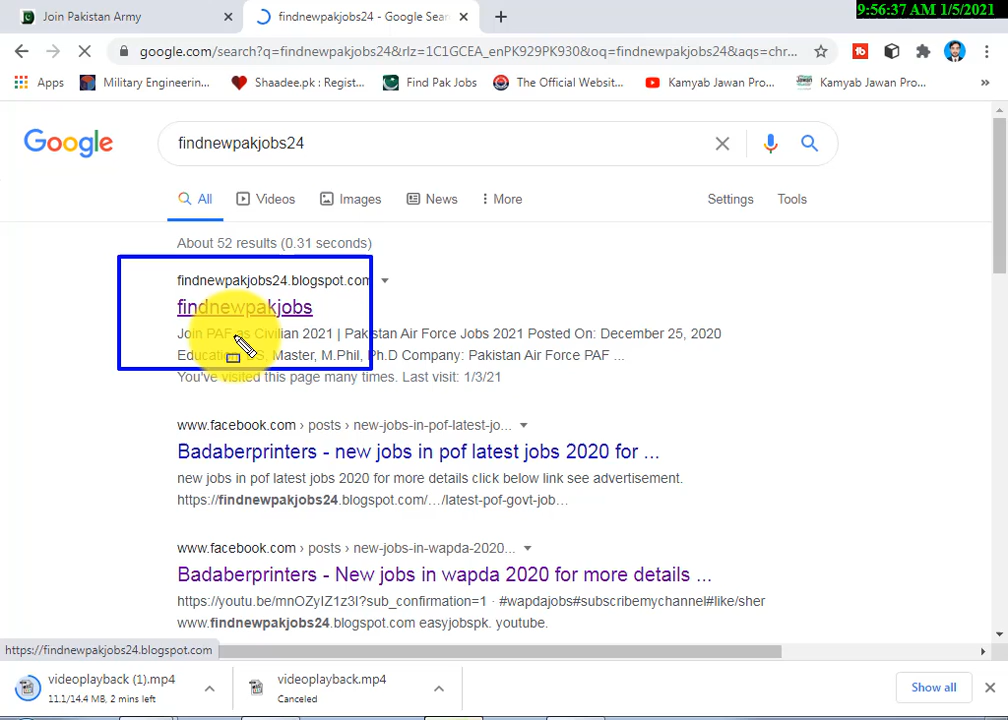 9:56:37 AM 1/5/2021
Join Pakistan Army
findnewpakjobs24 - Google Sear
google.com/search?q=findnewpakjobs24&rlz=1C1GCEA_enPK929PK930&oq=findnewpakjobs24&aqs=chr...
Apps
Military Engineerin...
Shaadee.pk : Regist...
Find Pak Jobs
The Official Websit...
Kamyab Jawan Pro...
Kamyab Jawan Pro...
»
Google
findnewpakjobs24
All
Videos
Images
News
More
Settings
Tools
About 52 results (0.31 seconds)
findnewpakjobs24.blogspot.com
findnewpakjobs
Join PAF as Civilian 2021 | Pakistan Air Force Jobs 2021 Posted On: December 25, 2020
Education: BS, Master, M.Phil, Ph.D Company: Pakistan Air Force PAF ...
You've visited this page many times. Last visit: 1/3/21
www.facebook.com › posts › new-jobs-in-pof-latest-jo...
Badaberprinters - new jobs in pof latest jobs 2020 for ...
new jobs in pof latest jobs 2020 for more details click below link see advertisement.
https://findnewpakjobs24.blogspot.com/.../latest-pof-govt-job...
www.facebook.com › posts › new-jobs-in-wapda-2020...
Badaberprinters - New jobs in wapda 2020 for more details ...
https://youtu.be/mnOZyIZ1z3I?sub_confirmation=1 · #wapdajobs#subscribemychannel#like/sher
www.findnewpakjobs24.blogspot.com easyjobspk. youtube.
https://findnewpakjobs24.blogspot.com
videoplayback (1).mp4
11.1/14.4 MB, 2 mins left
videoplayback.mp4
Canceled
Show all